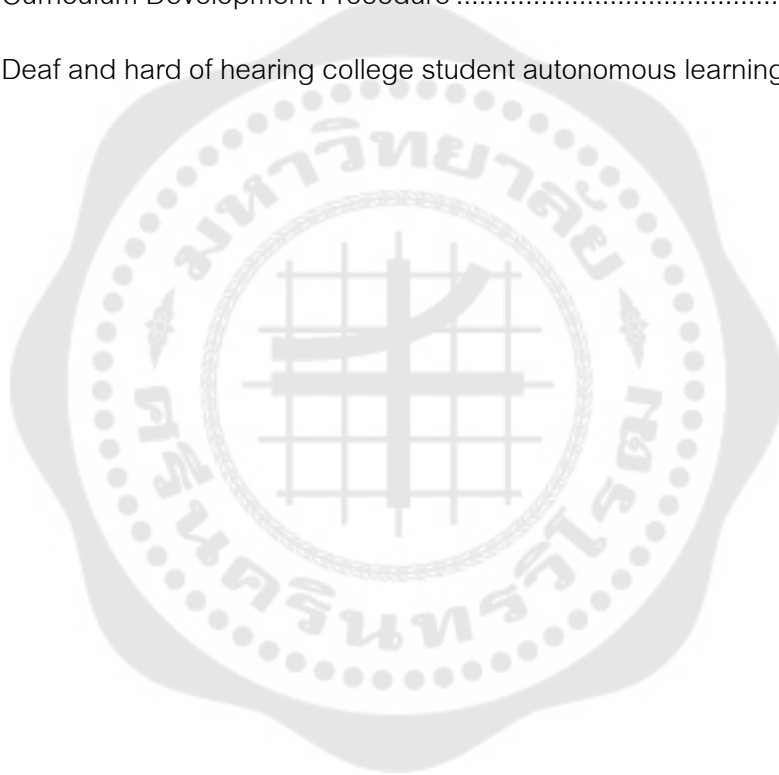 Curriculum Development Procedure ..........................................
Deaf and hard of hearing college student autonomous learning
มหาวิทยาลัย
ศรีนครินทรวิโรฒ